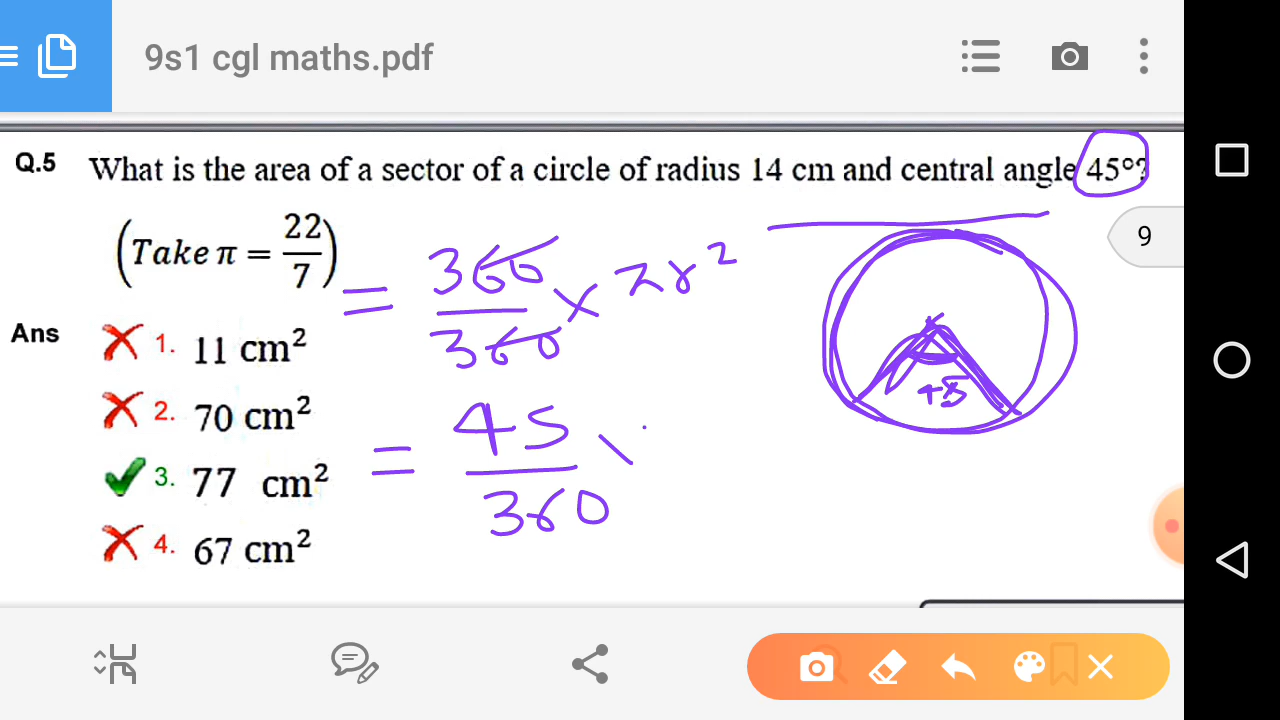 9s1 cgl maths.pdf
Q.5 What is the area of a sector of a circle of radius 14 cm and central angle 45°?
(Take π = 22/7)
= 360/360 × πr²
9
Ans
1. 11 cm²
2. 70 cm²
3. 77 cm²
4. 67 cm²
= 45/360
45